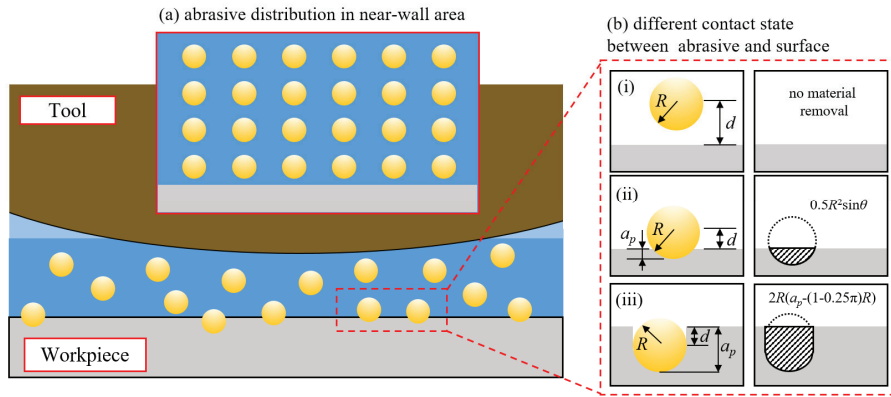 (a) abrasive distribution in near-wall area
Tool
Workpiece
(b) different contact state
between abrasive and surface
(i)
R
d
no material
removal
(ii)
a_p
R
d
0.5R²sinθ
(iii)
R
d
a_p
2R(a_p-(1-0.25π)R)